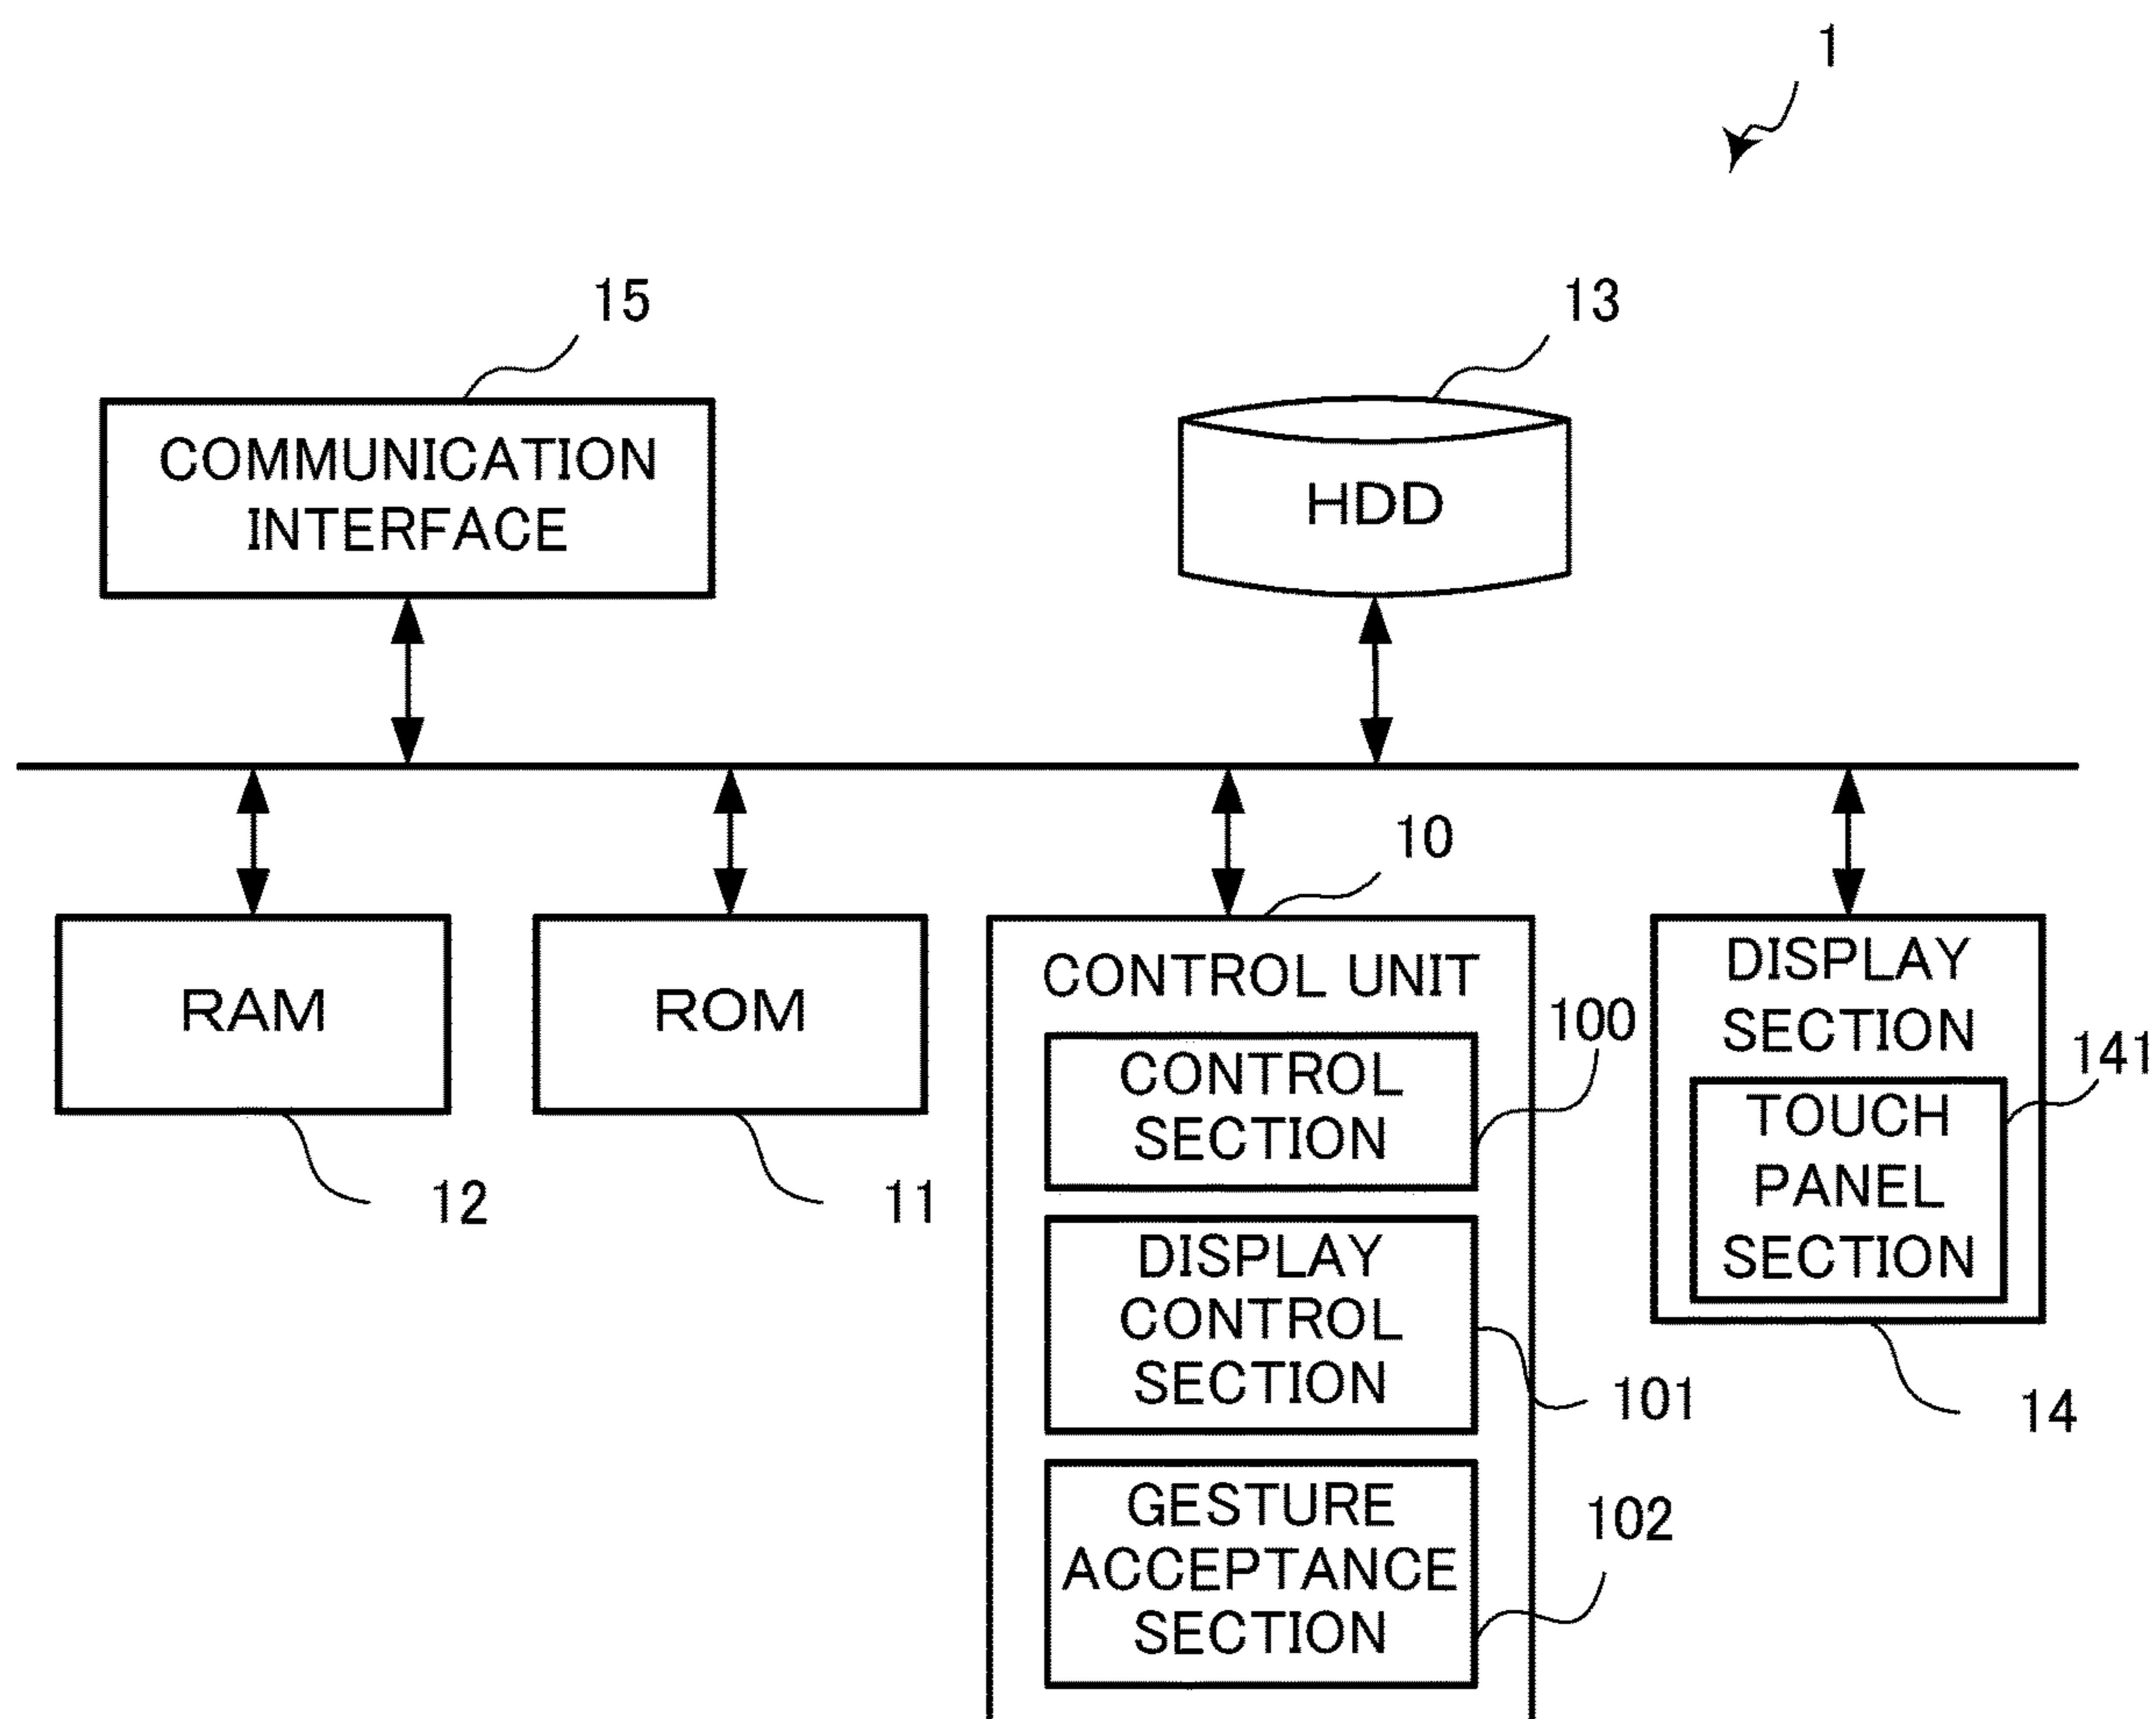 1
15
13
COMMUNICATION
INTERFACE
HDD
10
RAM
ROM
CONTROL UNIT
DISPLAY
SECTION
100
141
CONTROL
SECTION
TOUCH
PANEL
SECTION
12
11
DISPLAY
CONTROL
SECTION
101
14
GESTURE
ACCEPTANCE
SECTION
102